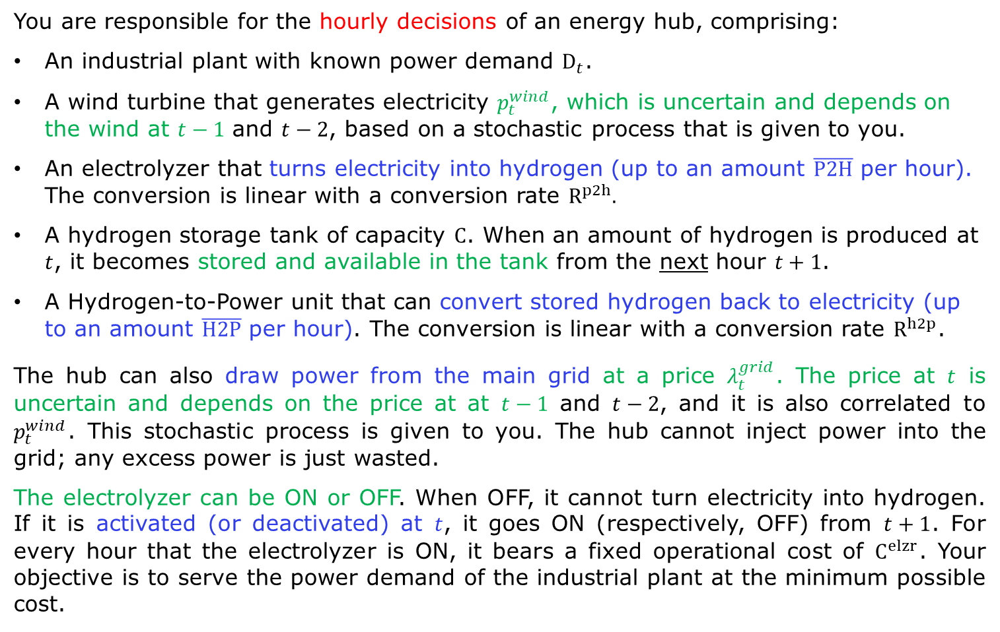 You are responsible for the hourly decisions of an energy hub, comprising:
• An industrial plant with known power demand D_t.
• A wind turbine that generates electricity p_t^{wind}, which is uncertain and depends on
the wind at t − 1 and t − 2, based on a stochastic process that is given to you.
• An electrolyzer that turns electricity into hydrogen (up to an amount \overline{P2H} per hour).
The conversion is linear with a conversion rate R^{p2h}.
• A hydrogen storage tank of capacity C. When an amount of hydrogen is produced at
t, it becomes stored and available in the tank from the next hour t + 1.
• A Hydrogen-to-Power unit that can convert stored hydrogen back to electricity (up
to an amount \overline{H2P} per hour). The conversion is linear with a conversion rate R^{h2p}.
The hub can also draw power from the main grid at a price λ_t^{grid}. The price at t is
uncertain and depends on the price at at t − 1 and t − 2, and it is also correlated to
p_t^{wind}. This stochastic process is given to you. The hub cannot inject power into the
grid; any excess power is just wasted.
The electrolyzer can be ON or OFF. When OFF, it cannot turn electricity into hydrogen.
If it is activated (or deactivated) at t, it goes ON (respectively, OFF) from t + 1. For
every hour that the electrolyzer is ON, it bears a fixed operational cost of C^{elzr}. Your
objective is to serve the power demand of the industrial plant at the minimum possible
cost.